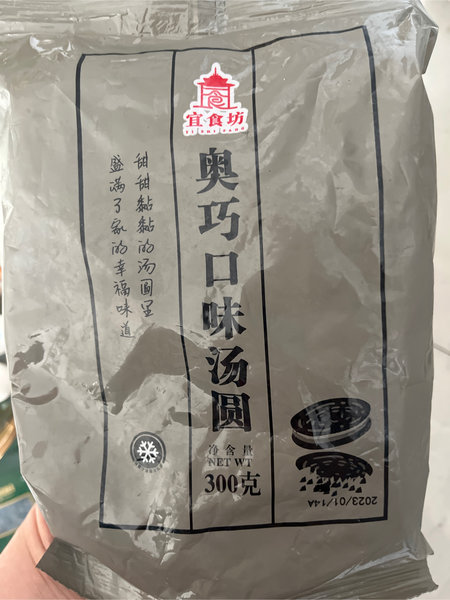 宜食坊
YI SHI FANG
奥巧口味汤圆
甜甜黏黏的汤圆里
盛满了家的幸福味道
净含量
NET WT
300克
2023/01/14A